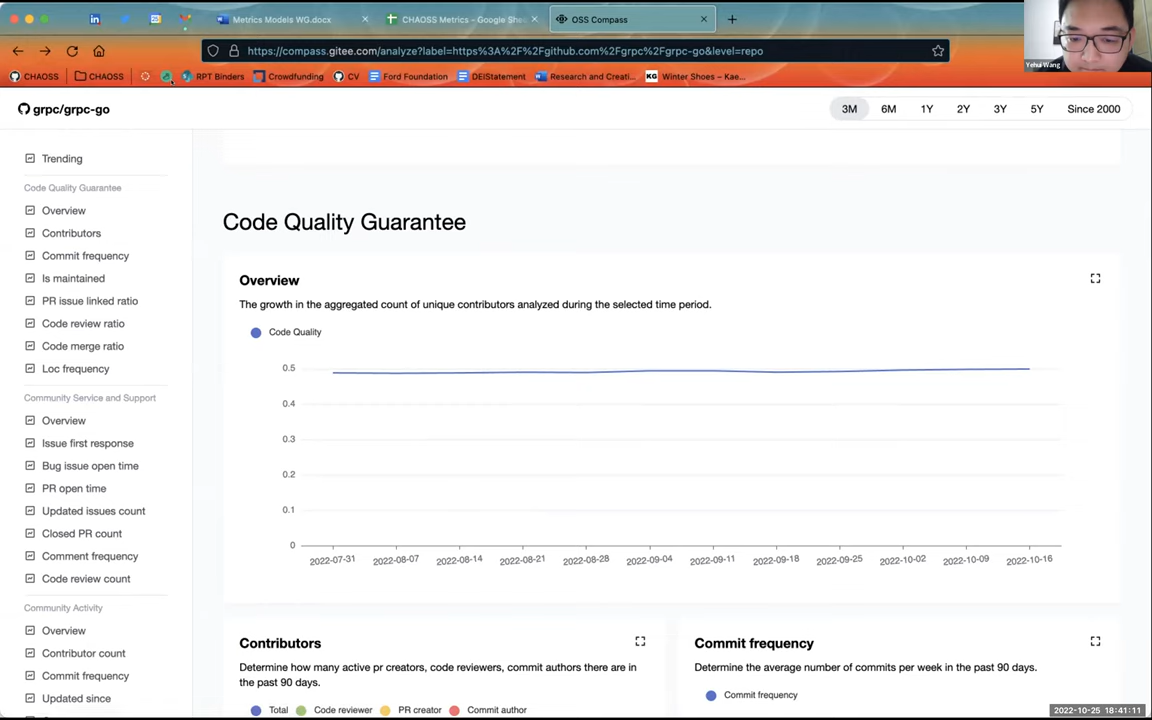 Metrics Models WG.docx
CHAOSS Metrics - Google She
OSS Compass
https://compass.gitee.com/analyze?label=https%3A%2F%2Fgithub.com%2Fgrpc%2Fgrpc-go&level=repo
CHAOSS
CHAOSS
RPT Binders
Crowdfunding
CV
Ford Foundation
DEIStatement
Research and Creati...
KG Winter Shoes – Kae...
Yehui Wang
grpc/grpc-go
3M 6M 1Y 2Y 3Y 5Y Since 2000
Trending
Code Quality Guarantee
Overview
Contributors
Commit frequency
Is maintained
PR issue linked ratio
Code review ratio
Code merge ratio
Loc frequency
Community Service and Support
Overview
Issue first response
Bug issue open time
PR open time
Updated issues count
Closed PR count
Comment frequency
Code review count
Community Activity
Overview
Contributor count
Commit frequency
Updated since
Code Quality Guarantee
Overview
The growth in the aggregated count of unique contributors analyzed during the selected time period.
Code Quality
0.5
0.4
0.3
0.2
0.1
0
2022-07-31 2022-08-07 2022-08-14 2022-08-21 2022-08-28 2022-09-04 2022-09-11 2022-09-18 2022-09-25 2022-10-02 2022-10-09 2022-10-16
Contributors
Determine how many active pr creators, code reviewers, commit authors there are in
the past 90 days.
Total Code reviewer PR creator Commit author
Commit frequency
Determine the average number of commits per week in the past 90 days.
Commit frequency
2022-10-25 18:41:11